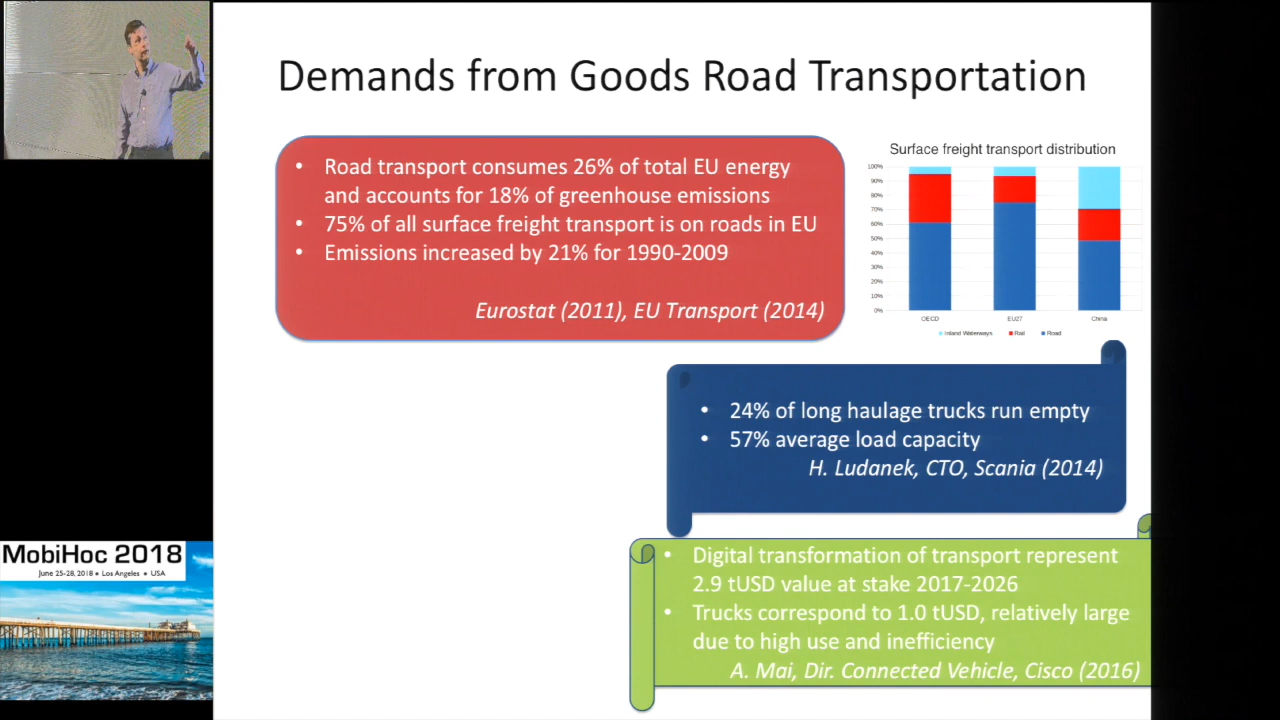 Demands from Goods Road Transportation
• Road transport consumes 26% of total EU energy
and accounts for 18% of greenhouse emissions
• 75% of all surface freight transport is on roads in EU
• Emissions increased by 21% for 1990-2009
Eurostat (2011), EU Transport (2014)
Surface freight transport distribution
100%
90%
80%
70%
60%
50%
40%
30%
20%
10%
0%
OECD EU27 China
Inland Waterways Rail Road
• 24% of long haulage trucks run empty
• 57% average load capacity
H. Ludanek, CTO, Scania (2014)
• Digital transformation of transport represent
2.9 tUSD value at stake 2017-2026
• Trucks correspond to 1.0 tUSD, relatively large
due to high use and inefficiency
A. Mai, Dir. Connected Vehicle, Cisco (2016)
MobiHoc 2018
June 25-28, 2018 • Los Angeles • USA